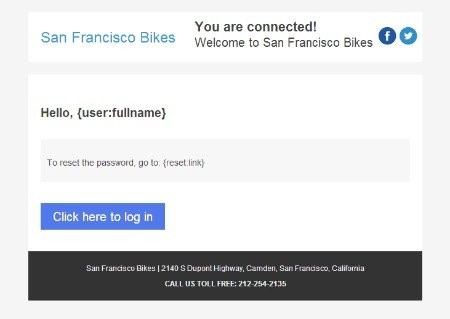 San Francisco Bikes
You are connected!
Welcome to San Francisco Bikes
Hello, {user:fullname}
To reset the password, go to: {reset:link}
Click here to log in
San Francisco Bikes | 2140 S Dupont Highway, Camden, San Francisco, California
CALL US TOLL FREE: 212-254-2135